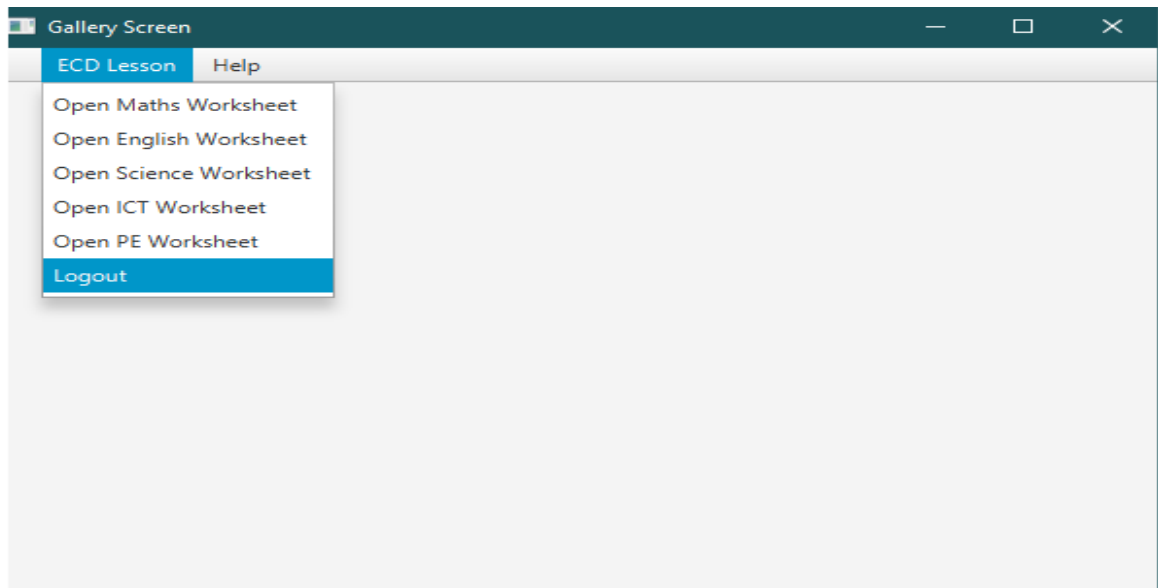 Gallery Screen
ECD Lesson Help
Open Maths Worksheet
Open English Worksheet
Open Science Worksheet
Open ICT Worksheet
Open PE Worksheet
Logout